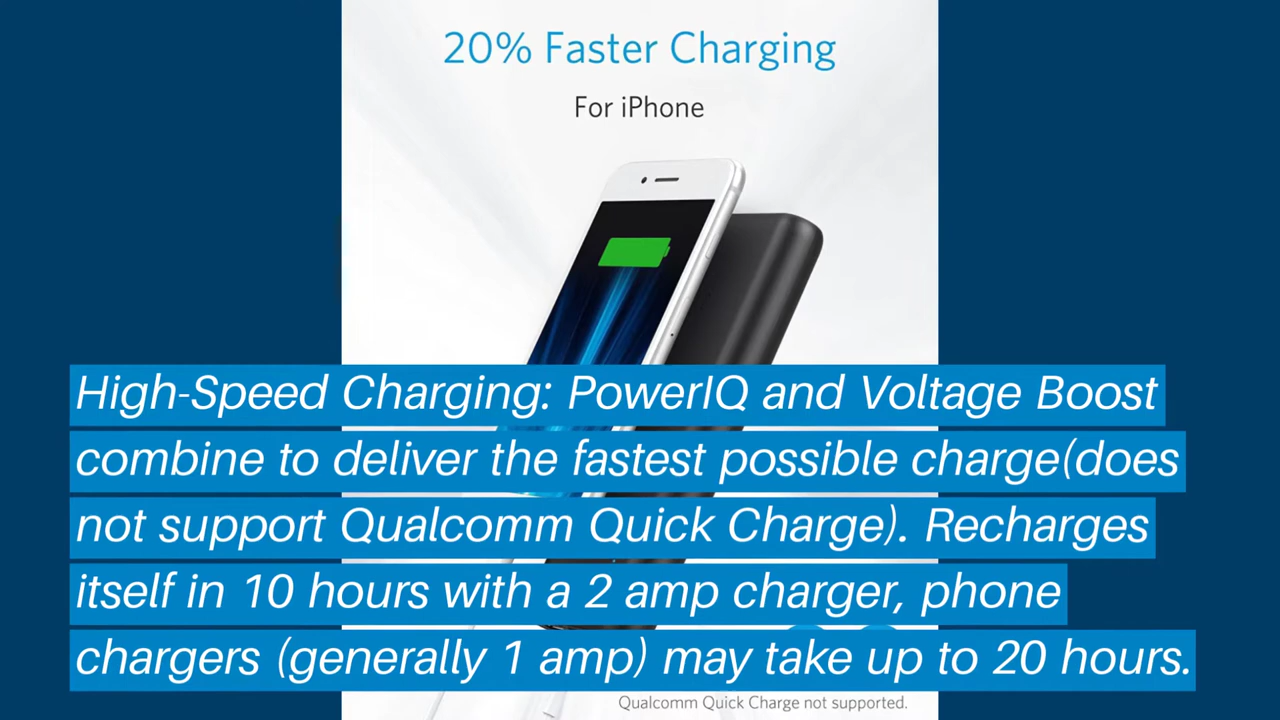 20% Faster Charging
For iPhone
High-Speed Charging: PowerIQ and Voltage Boost
combine to deliver the fastest possible charge(does
not support Qualcomm Quick Charge). Recharges
itself in 10 hours with a 2 amp charger, phone
chargers (generally 1 amp) may take up to 20 hours.
Qualcomm Quick Charge not supported.